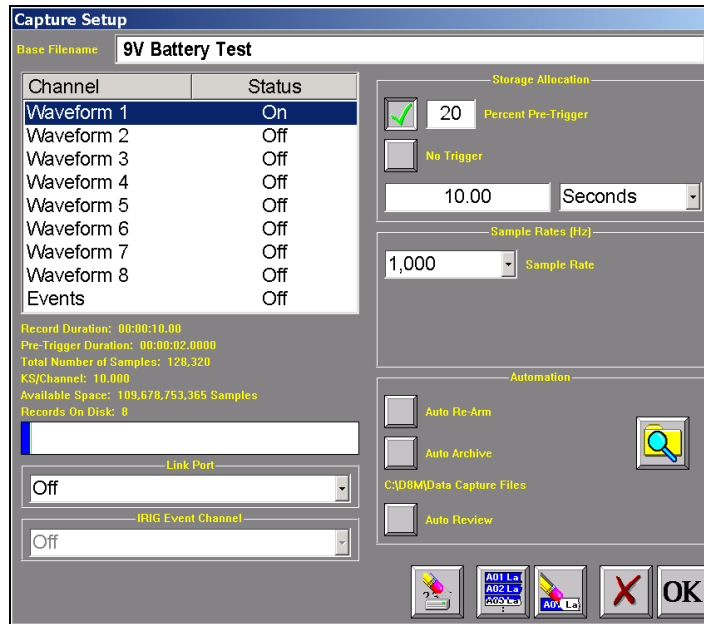 Capture Setup
Base Filename 9V Battery Test
Channel Status
Waveform 1 On
Waveform 2 Off
Waveform 3 Off
Waveform 4 Off
Waveform 5 Off
Waveform 6 Off
Waveform 7 Off
Waveform 8 Off
Events Off
Record Duration: 00:00:10.00
Pre-Trigger Duration: 00:00:02.0000
Total Number of Samples: 128,320
KS/Channel: 10.000
Available Space: 109,678,753,365 Samples
Records On Disk: 8
Link Port
Off
IRIG Event Channel
Off
Storage Allocation
20 Percent Pre-Trigger
No Trigger
10.00 Seconds
Sample Rates (Hz)
1,000 Sample Rate
Automation
Auto Re-Arm
Auto Archive
C:\D8M\Data Capture Files
Auto Review
A01 La
A02 La
A03 La
La
OK